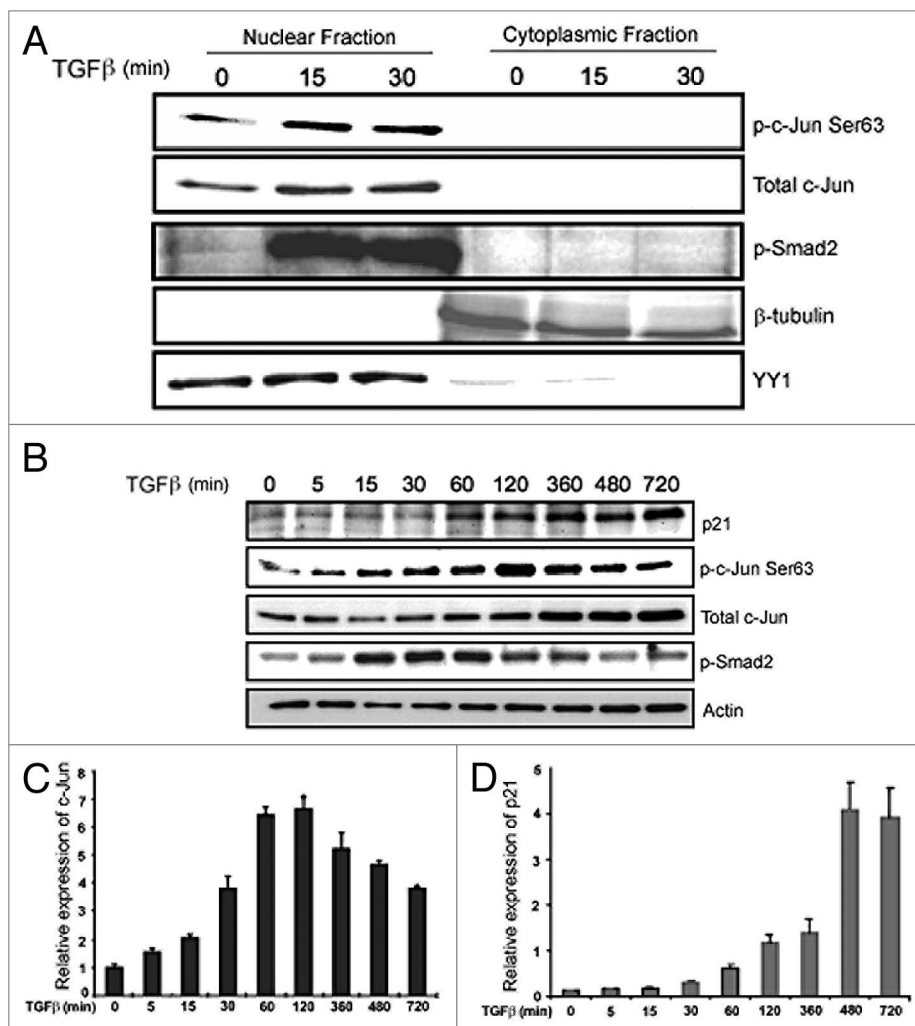 A
Nuclear Fraction Cytoplasmic Fraction
TGFβ (min) 0 15 30 0 15 30
p-c-Jun Ser63
Total c-Jun
p-Smad2
β-tubulin
YY1
B
TGFβ (min) 0 5 15 30 60 120 360 480 720
p21
p-c-Jun Ser63
Total c-Jun
p-Smad2
Actin
C
Relative expression of c-Jun
8
7
6
5
4
3
2
1
0
TGFβ (min) 0 5 15 30 60 120 360 480 720
D
Relative expression of p21
5
4
3
2
1
0
TGFβ (min) 0 5 15 30 60 120 360 480 720